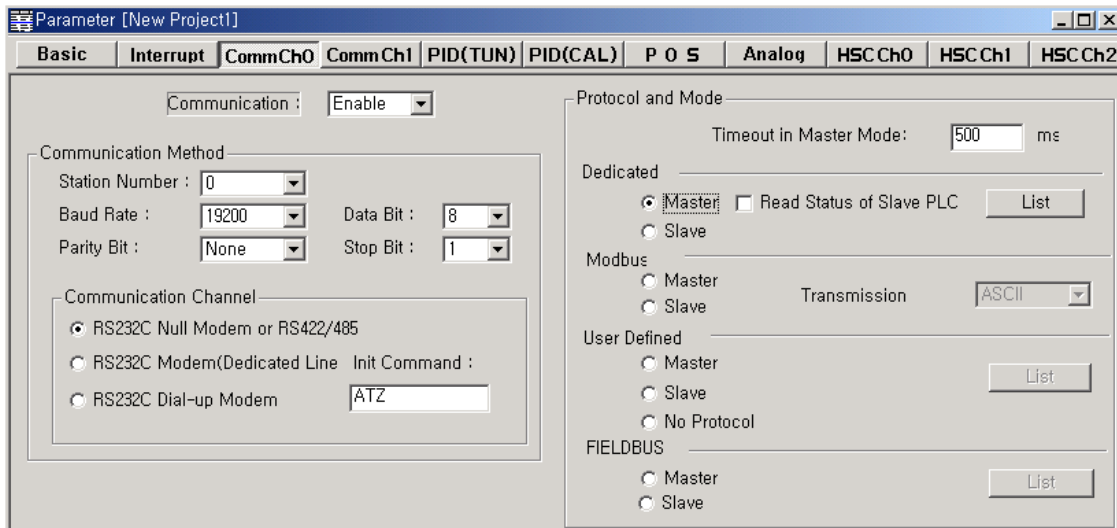 Parameter [New Project1]
Basic Interrupt CommCh0 CommCh1 PID(TUN) PID(CAL) P O S Analog HSCCh0 HSCCh1 HSCCh2
Communication : Enable
Communication Method
Station Number : 0
Baud Rate : 19200 Data Bit : 8
Parity Bit : None Stop Bit : 1
Communication Channel
RS232C Null Modem or RS422/485
RS232C Modem(Dedicated Line Init Command :
RS232C Dial-up Modem ATZ
Protocol and Mode
Timeout in Master Mode: 500 ms
Dedicated
Master Read Status of Slave PLC List
Slave
Modbus
Master
Transmission ASCII
Slave
User Defined
Master
List
Slave
No Protocol
FIELDBUS
Master List
Slave